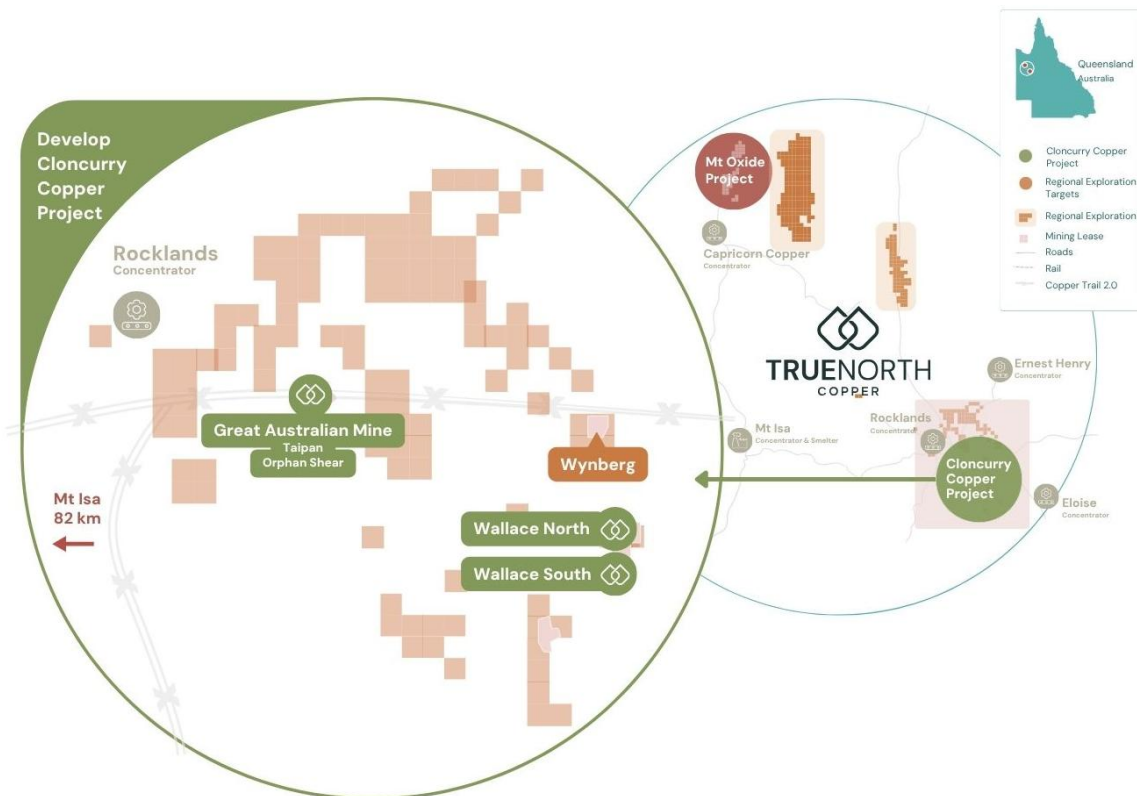 Develop
Cloncurry
Copper
Project
Rocklands
Concentrator
Great Australian Mine
Taipan
Orphan Shear
Wynberg
Mt Isa
82 km
Wallace North
Wallace South
Mt Oxide
Project
Capricorn Copper
Concentrator
TRUENORTH
COPPER
Ernest Henry
Concentrator
Rocklands
Concentrator
Mt Isa
Concentrator & Smelter
Cloncurry
Copper
Project
Eloise
Concentrator
Queensland
Australia
Cloncurry Copper
Project
Regional Exploration
Targets
Regional Exploration
Mining Lease
Roads
Rail
Copper Trail 2.0